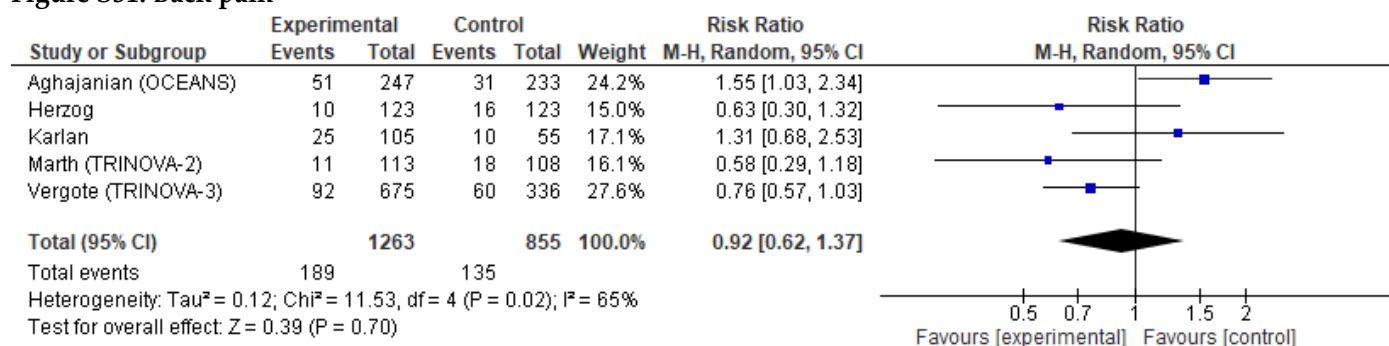 Experimental Control Risk Ratio Risk Ratio
Study or Subgroup Events Total Events Total Weight M-H, Random, 95% CI M-H, Random, 95% CI
Aghajanian (OCEANS) 51 247 31 233 24.2% 1.55 [1.03, 2.34]
Herzog 10 123 16 123 15.0% 0.63 [0.30, 1.32]
Karlan 25 105 10 55 17.1% 1.31 [0.68, 2.53]
Marth (TRINOVA-2) 11 113 18 108 16.1% 0.58 [0.29, 1.18]
Vergote (TRINOVA-3) 92 675 60 336 27.6% 0.76 [0.57, 1.03]
Total (95% CI) 1263 855 100.0% 0.92 [0.62, 1.37]
Total events 189 135
Heterogeneity: Tau² = 0.12; Chi² = 11.53, df = 4 (P = 0.02); I² = 65%
Test for overall effect: Z = 0.39 (P = 0.70)
0.5 0.7 1 1.5 2
Favours [experimental] Favours [control]